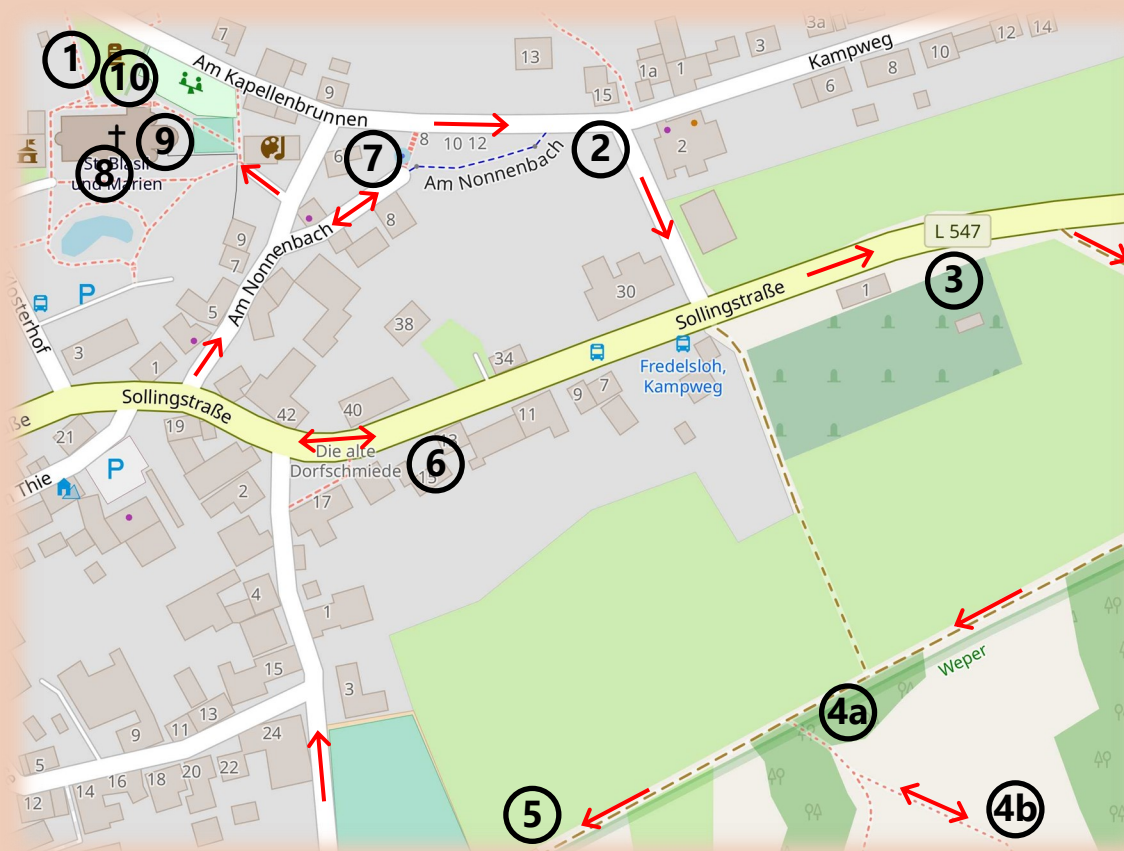 7
13
3a
3
12
14
1a
1
10
8
Kampweg
6
1
10
Am Kapellenbrunnen
9
15
9
8
St. Blasii
und Marien
7
6
8
10 12
2
2
Am Nonnenbach
8
L 547
3
9
7
Am Nonnenbach
30
1
Sollingstraße
P
Klosterhof
5
38
3
1
34
Fredelsloh,
Kampweg
9
7
Sollingstraße
ße
42
40
11
19
21
13
Die alte
Dorfschmiede
15
6
P
Thie
2
17
4
1
15
3
Weper
4a
13
11
9
24
5
22
20
18
16
14
12
5
4b